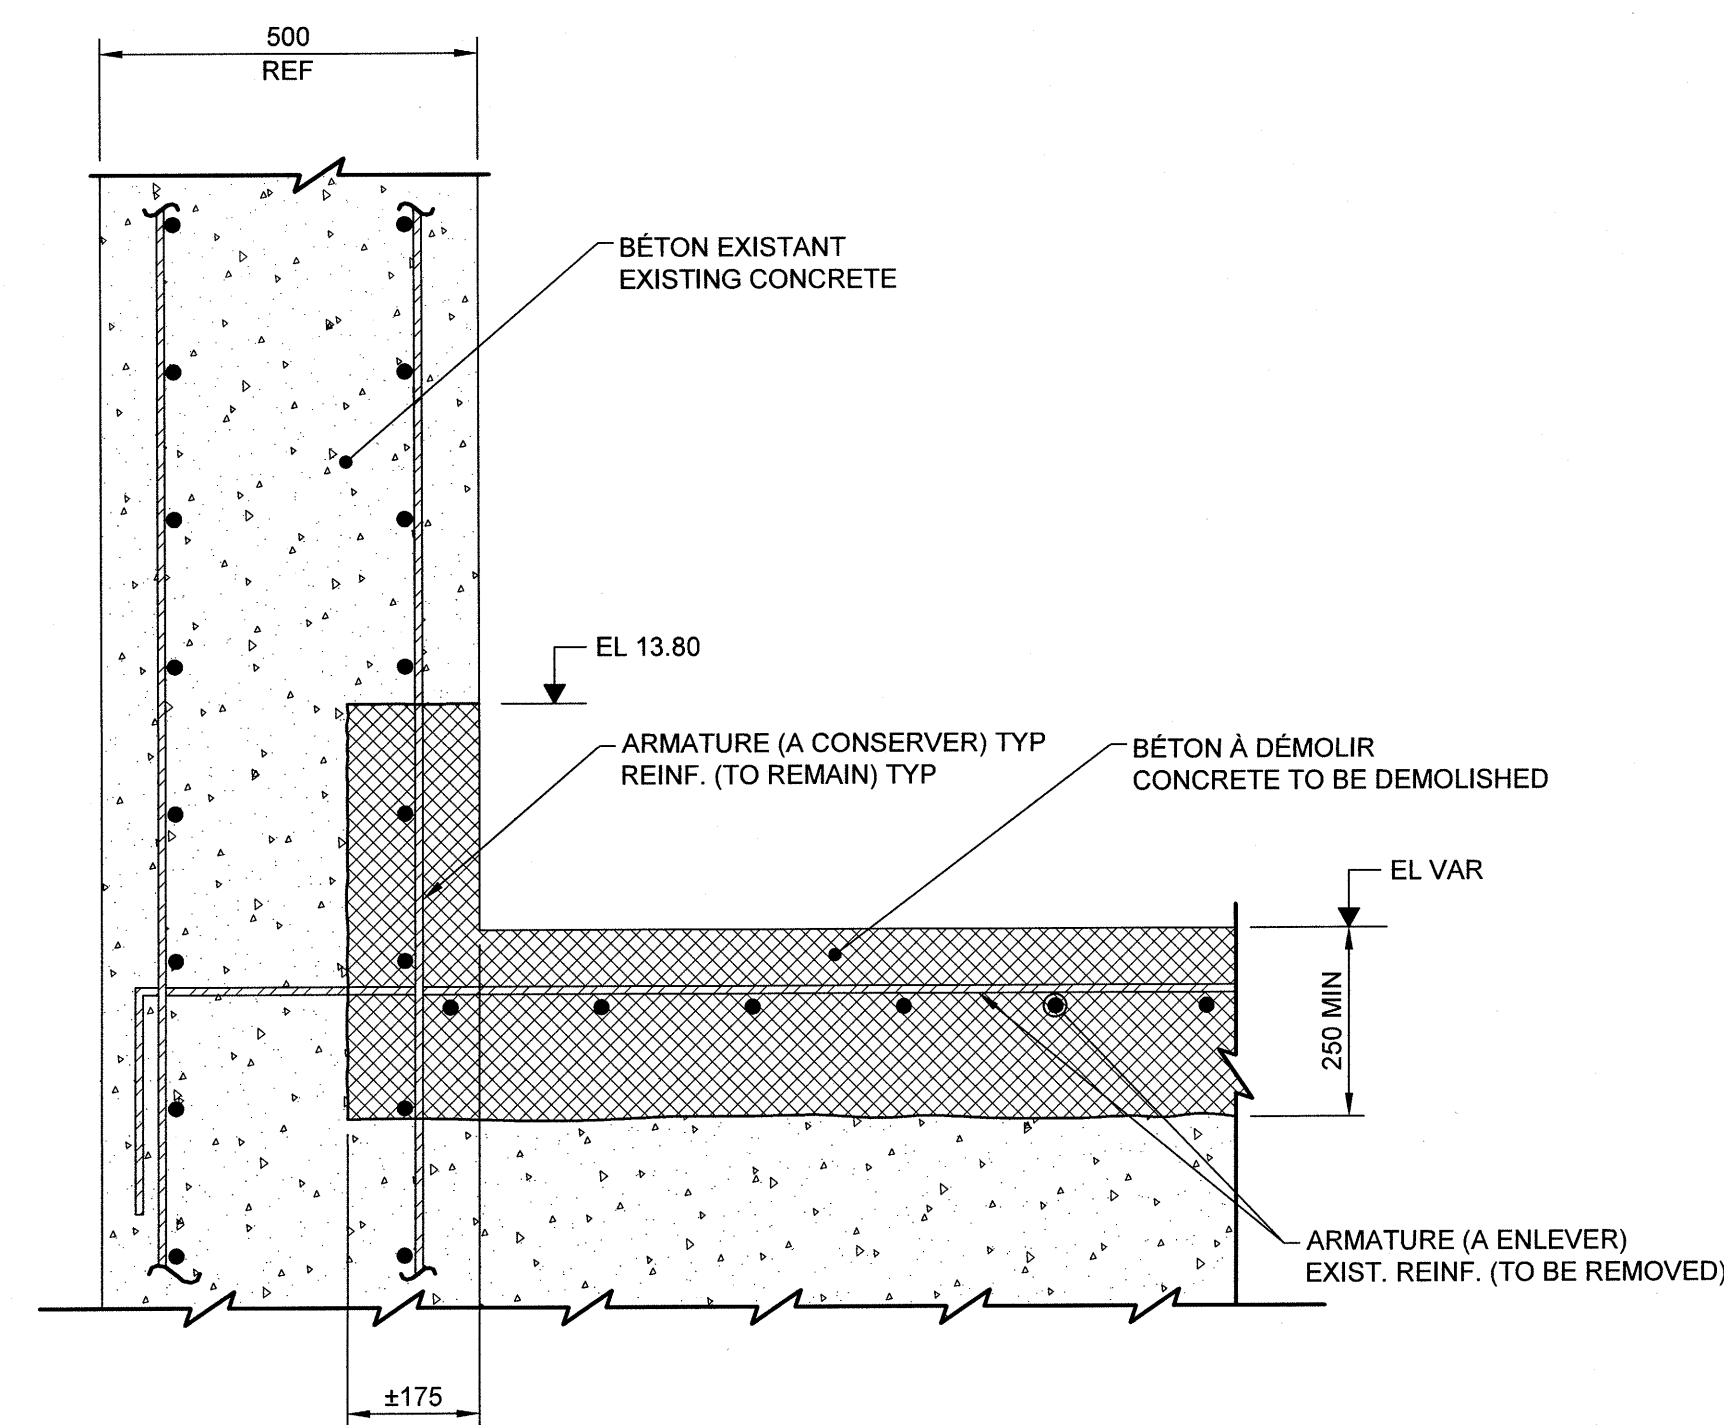 500
REF
BÉTON EXISTANT
EXISTING CONCRETE
EL 13.80
ARMATURE (A CONSERVER) TYP
REINF. (TO REMAIN) TYP
BÉTON À DÉMOLIR
CONCRETE TO BE DEMOLISHED
EL VAR
250 MIN
ARMATURE (A ENLEVER)
EXIST. REINF. (TO BE REMOVED)
±175